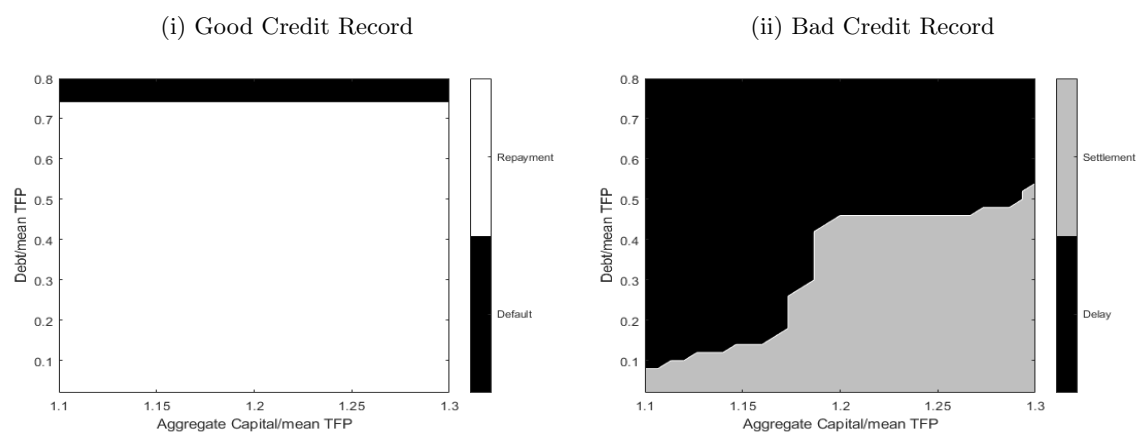 (i) Good Credit Record
0.8
0.7
0.6
0.5
0.4
0.3
0.2
0.1
Debt/mean TFP
1.1 1.15 1.2 1.25 1.3
Aggregate Capital/mean TFP
Repayment
Default
(ii) Bad Credit Record
0.8
0.7
0.6
0.5
0.4
0.3
0.2
0.1
Debt/mean TFP
1.1 1.15 1.2 1.25 1.3
Aggregate Capital/mean TFP
Settlement
Delay